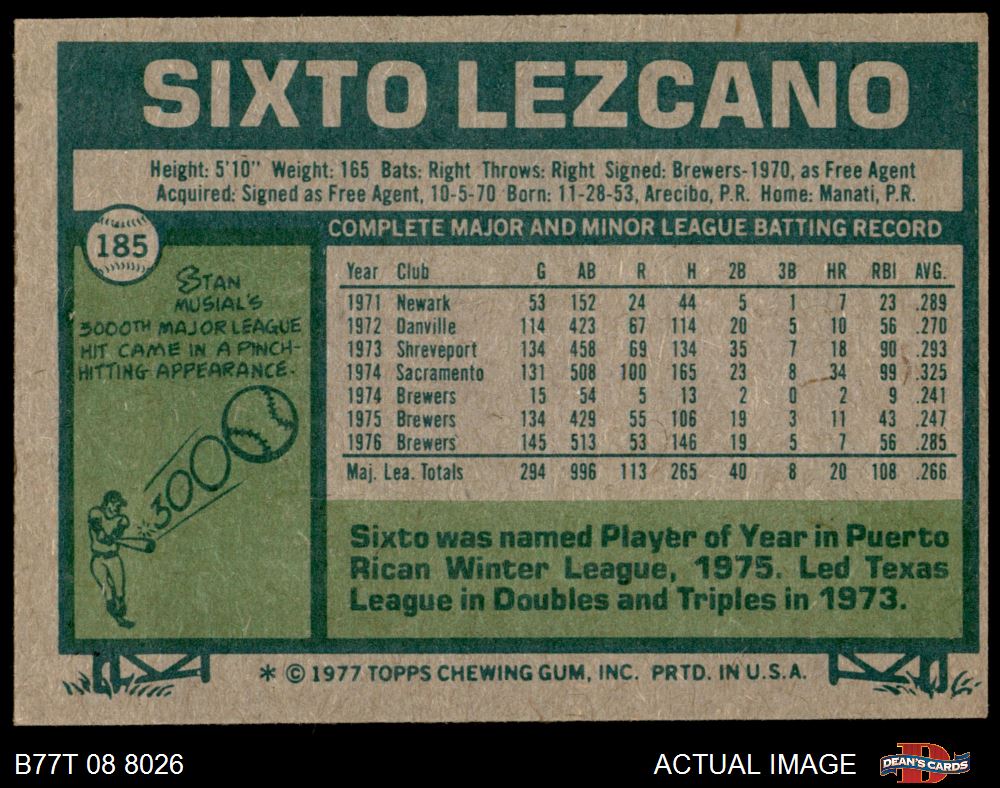 SIXTO LEZCANO
Height: 5'10" Weight: 165 Bats: Right Throws: Right Signed: Brewers-1970, as Free Agent
Acquired: Signed as Free Agent, 10-5-70 Born: 11-28-53, Arecibo, P.R. Home: Manati, P.R.
185
STAN
MUSIAL'S
3000TH MAJOR LEAGUE
HIT CAME IN A PINCH-
HITTING APPEARANCE.
3000
COMPLETE MAJOR AND MINOR LEAGUE BATTING RECORD
Year Club G AB R H 2B 3B HR RBI AVG.
1971 Newark 53 152 24 44 5 1 7 23 .289
1972 Danville 114 423 67 114 20 5 10 56 .270
1973 Shreveport 134 458 69 134 35 7 18 90 .293
1974 Sacramento 131 508 100 165 23 8 34 99 .325
1974 Brewers 15 54 5 13 2 0 2 9 .241
1975 Brewers 134 429 55 106 19 3 11 43 .247
1976 Brewers 145 513 53 146 19 5 7 56 .285
Maj. Lea. Totals 294 996 113 265 40 8 20 108 .266
Sixto was named Player of Year in Puerto
Rican Winter League, 1975. Led Texas
League in Doubles and Triples in 1973.
* © 1977 TOPPS CHEWING GUM, INC. PRTD. IN U.S.A.
B77T 08 8026
ACTUAL IMAGE
DEAN'S CARDS